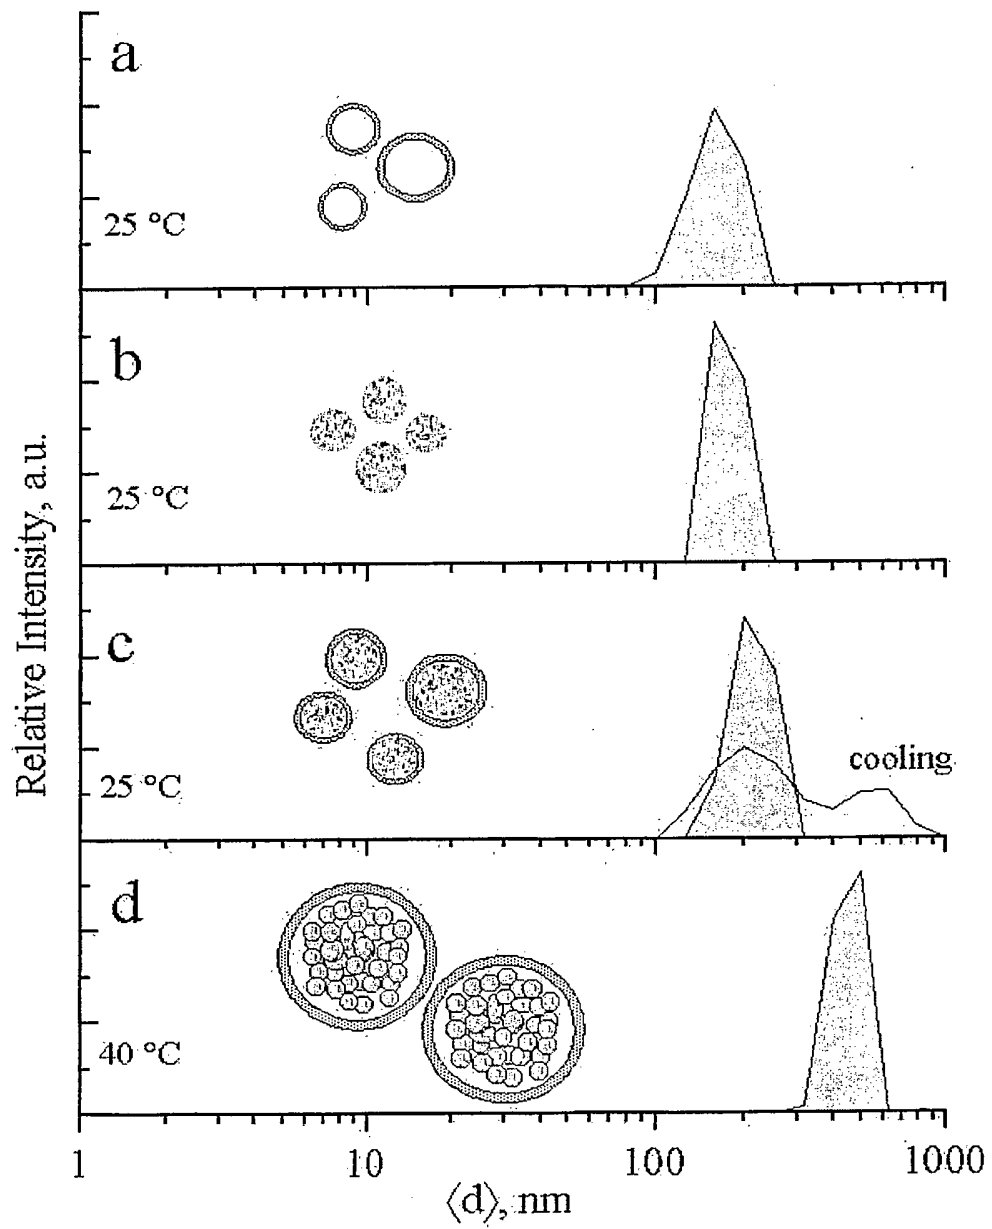 a
25 °C
b
25 °C
c
25 °C
cooling
d
40 °C
Relative Intensity, a.u.
1 10 100 1000
⟨d⟩, nm